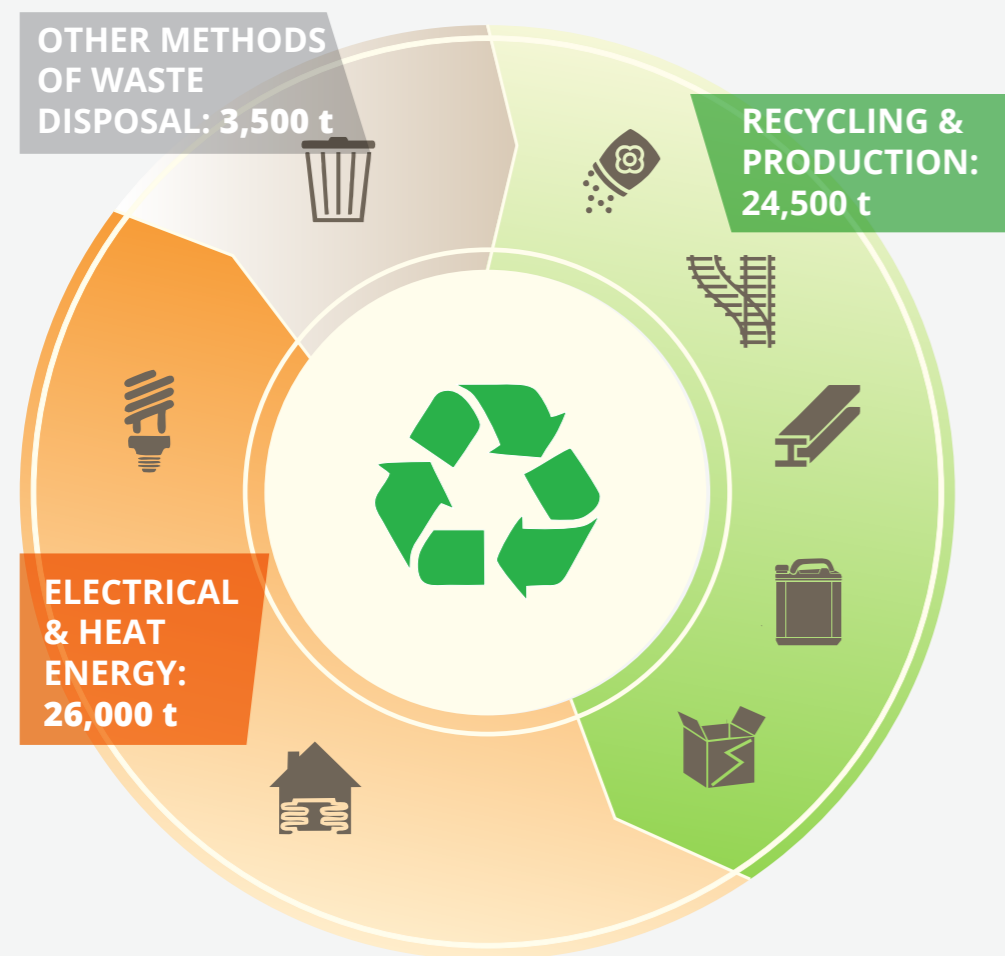 OTHER METHODS
OF WASTE
DISPOSAL: 3,500 t
RECYCLING &
PRODUCTION:
24,500 t
ELECTRICAL
& HEAT
ENERGY:
26,000 t